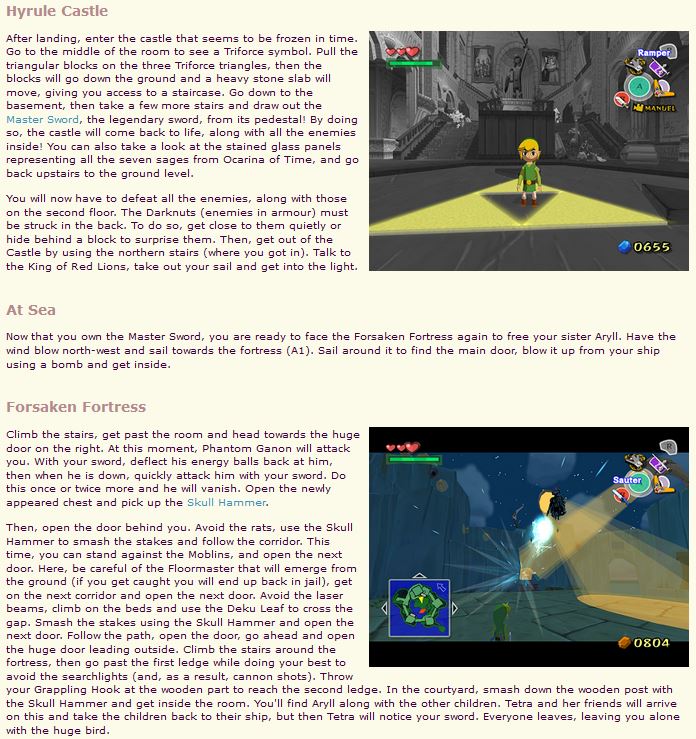 Hyrule Castle
After landing, enter the castle that seems to be frozen in time.
Go to the middle of the room to see a Triforce symbol. Pull the
triangular blocks on the three Triforce triangles, then the
blocks will go down the ground and a heavy stone slab will
move, giving you access to a staircase. Go down to the
basement, then take a few more stairs and draw out the
Master Sword, the legendary sword, from its pedestal! By doing
so, the castle will come back to life, along with all the enemies
inside! You can also take a look at the stained glass panels
representing all the seven sages from Ocarina of Time, and go
back upstairs to the ground level.
You will now have to defeat all the enemies, along with those
on the second floor. The Darknuts (enemies in armour) must
be struck in the back. To do so, get close to them quietly or
hide behind a block to surprise them. Then, get out of the
Castle by using the northern stairs (where you got in). Talk to
the King of Red Lions, take out your sail and get into the light.
Ramper
R
A
MANUEL
0655
At Sea
Now that you own the Master Sword, you are ready to face the Forsaken Fortress again to free your sister Aryll. Have the
wind blow north-west and sail towards the fortress (A1). Sail around it to find the main door, blow it up from your ship
using a bomb and get inside.
Forsaken Fortress
Climb the stairs, get past the room and head towards the huge
door on the right. At this moment, Phantom Ganon will attack
you. With your sword, deflect his energy balls back at him,
then when he is down, quickly attack him with your sword. Do
this once or twice more and he will vanish. Open the newly
appeared chest and pick up the Skull Hammer.
Then, open the door behind you. Avoid the rats, use the Skull
Hammer to smash the stakes and follow the corridor. This
time, you can stand against the Moblins, and open the next
door. Here, be careful of the Floormaster that will emerge from
the ground (if you get caught you will end up back in jail), get
on the next corridor and open the next door. Avoid the laser
beams, climb on the beds and use the Deku Leaf to cross the
gap. Smash the stakes using the Skull Hammer and open the
next door. Follow the path, open the door, go ahead and open
the huge door leading outside. Climb the stairs around the
fortress, then go past the first ledge while doing your best to
avoid the searchlights (and, as a result, cannon shots). Throw
your Grappling Hook at the wooden part to reach the second ledge. In the courtyard, smash down the wooden post with
the Skull Hammer and get inside the room. You'll find Aryll along with the other children. Tetra and her friends will arrive
on this and take the children back to their ship, but then Tetra will notice your sword. Everyone leaves, leaving you alone
with the huge bird.
R
Sauter
0804